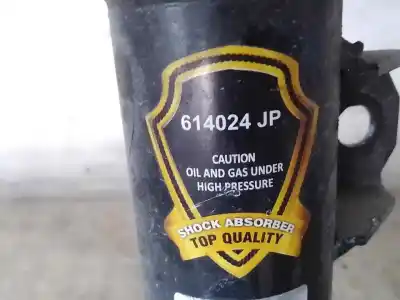 614024 JP
CAUTION
OIL AND GAS UNDER
HIGH PRESSURE
SHOCK ABSORBER
TOP QUALITY